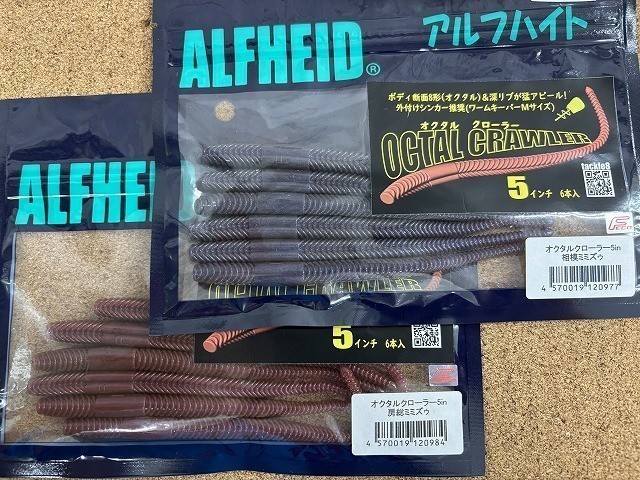 ALFHEID®
アルフハイト
ボディ断面8形(オクタル)&深リブが猛アピール!
外付けシンカー推奨(ワームキーパーMサイズ)
オクタル クローラー
OCTAL CRAWLER
tackle8
5インチ 6本入
Feco
オクタルクローラー5in
相模ミミズゥ
4 570019 120977
ALFHEID
OCTAL CRAWLER
5インチ 6本入
オクタルクローラー5in
房総ミミズゥ
4 570019 120984